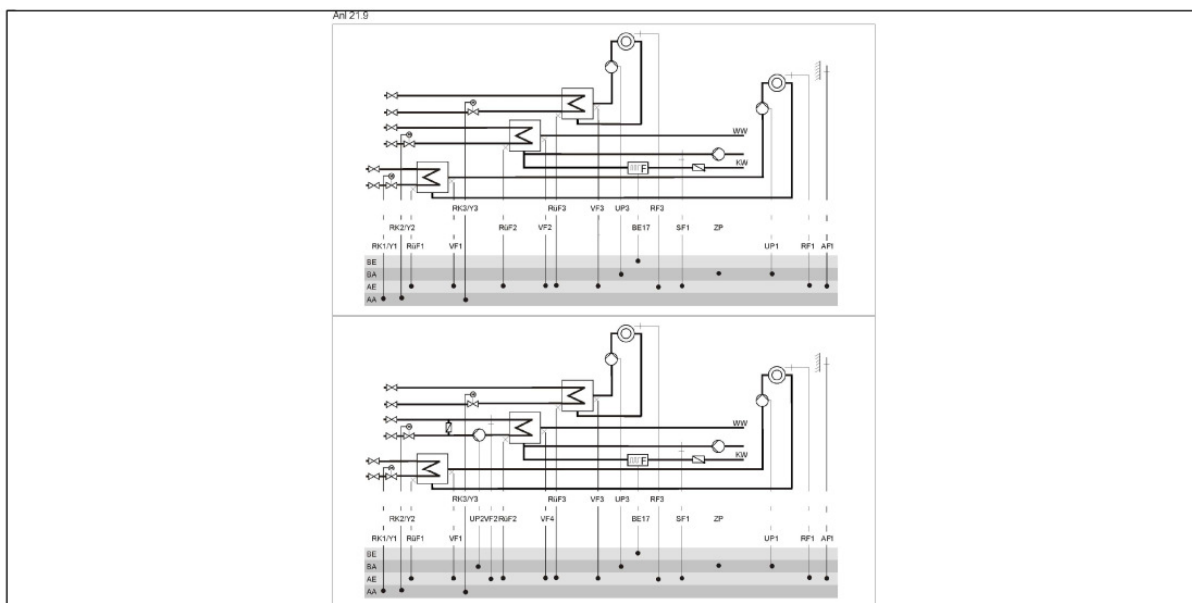 Anl 21.9
WW
KW
F
RK3/Y3 RüF3 VF3 UP3 RF3
RK2/Y2 RüF2 VF2 BE17 SF1 ZP
RK1/Y1 RüF1 VF1 UP1 RF1 AFI
BE
BA
AE
AA
WW
KW
F
RK3/Y3 RüF3 VF3 UP3 RF3
RK2/Y2 UP2 VF2 RüF2 VF4 BE17 SF1 ZP
RK1/Y1 RüF1 VF1 UP1 RF1 AFI
BE
BA
AE
AA